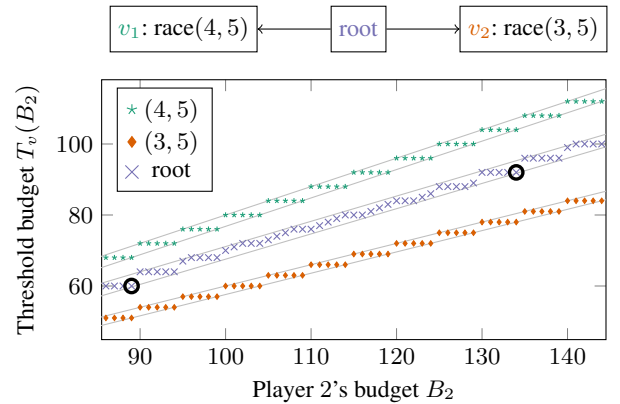 v₁: race(4, 5) root v₂: race(3, 5)
(4, 5)
(3, 5)
root
Threshold budget Tᵥ(B₂)
100
80
60
90 100 110 120 130 140
Player 2's budget B₂